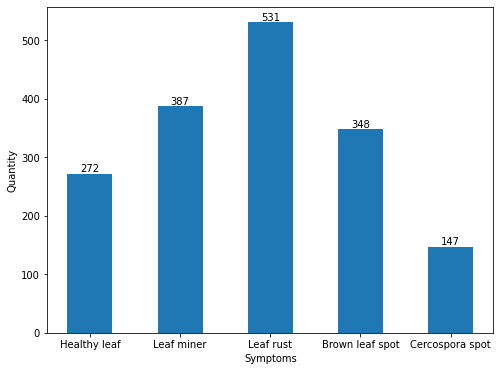 531
500
400
387
348
300
272
200
147
100
0
Quantity
Healthy leaf
Leaf miner
Leaf rust
Brown leaf spot
Cercospora spot
Symptoms